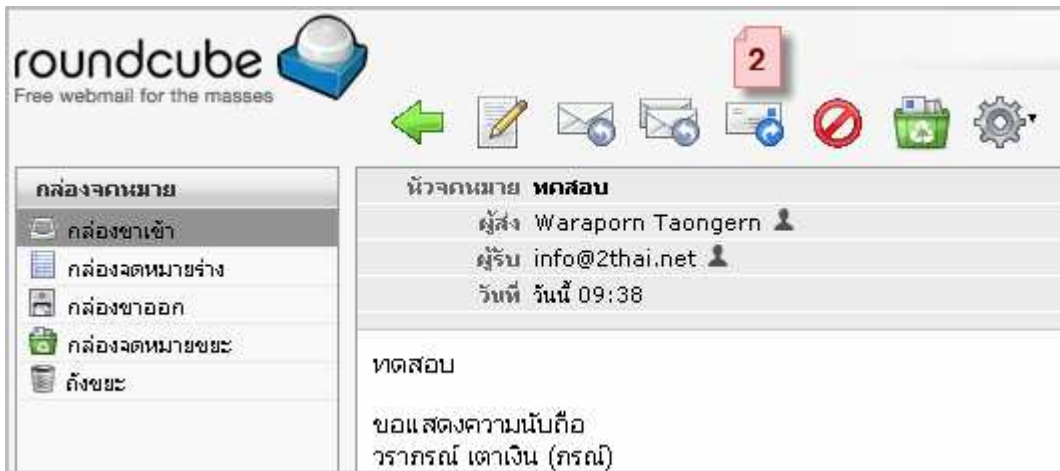 roundcube
Free webmail for the masses
2
กล่องจดหมาย
กล่องขาเข้า
กล่องจดหมายร่าง
กล่องขาออก
กล่องจดหมายขยะ
ถังขยะ
หัวจดหมาย ทดสอบ
ผู้ส่ง Waraporn Taongern
ผู้รับ info@2thai.net
วันที่ วันนี้ 09:38
ทดสอบ
ขอแสดงความนับถือ
วราภรณ์ เตาเงิน (ภรณ์)